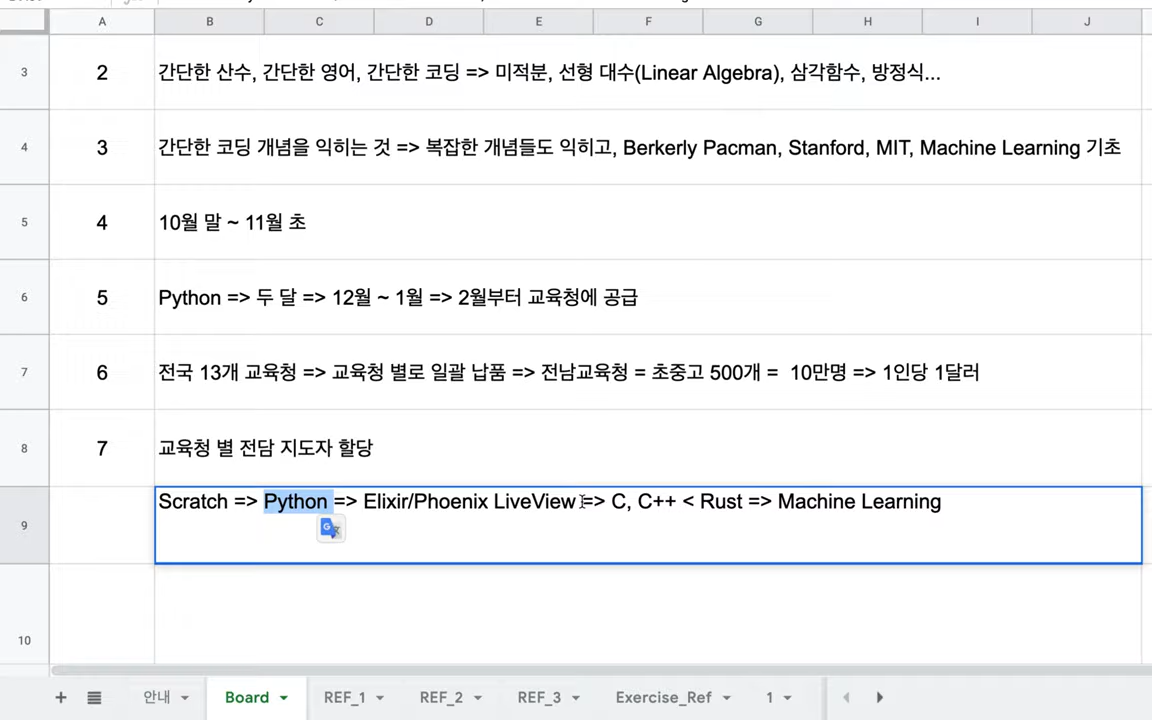 A B C D E F G H I J
3 2 간단한 산수, 간단한 영어, 간단한 코딩 => 미적분, 선형 대수(Linear Algebra), 삼각함수, 방정식...
4 3 간단한 코딩 개념을 익히는 것 => 복잡한 개념들도 익히고, Berkerly Pacman, Stanford, MIT, Machine Learning 기초
5 4 10월 말 ~ 11월 초
6 5 Python => 두 달 => 12월 ~ 1월 => 2월부터 교육청에 공급
7 6 전국 13개 교육청 => 교육청 별로 일괄 납품 => 전남교육청 = 초중고 500개 = 10만명 => 1인당 1달러
8 7 교육청 별 전담 지도자 할당
9 Scratch => Python => Elixir/Phoenix LiveView => C, C++ < Rust => Machine Learning
10
안내 Board REF_1 REF_2 REF_3 Exercise_Ref 1